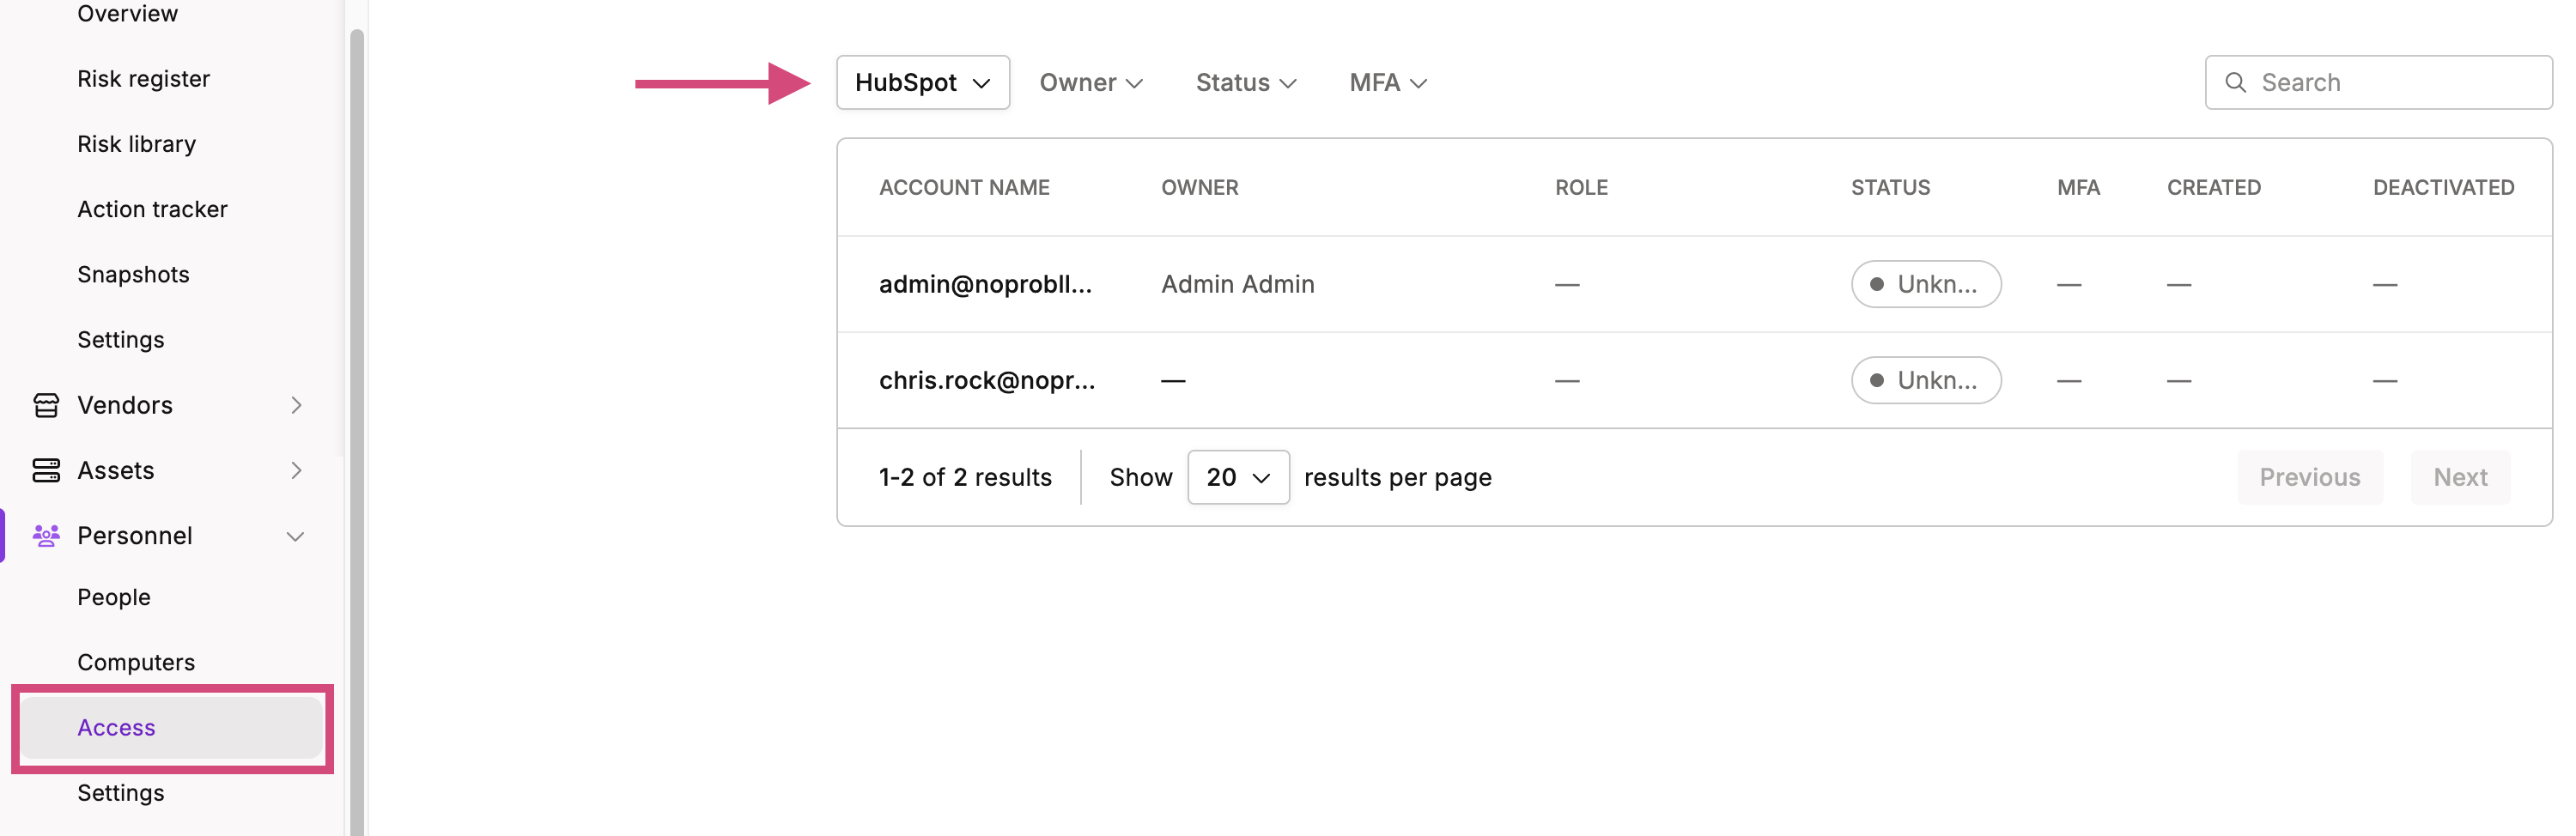 Overview
Risk register
Risk library
Action tracker
Snapshots
Settings
Vendors
Assets
Personnel
People
Computers
Access
Settings
HubSpot Owner Status MFA Search
ACCOUNT NAME OWNER ROLE STATUS MFA CREATED DEACTIVATED
admin@noprobll... Admin Admin — Unkn... — — —
chris.rock@nopr... — — Unkn... — — —
1-2 of 2 results Show 20 results per page Previous Next